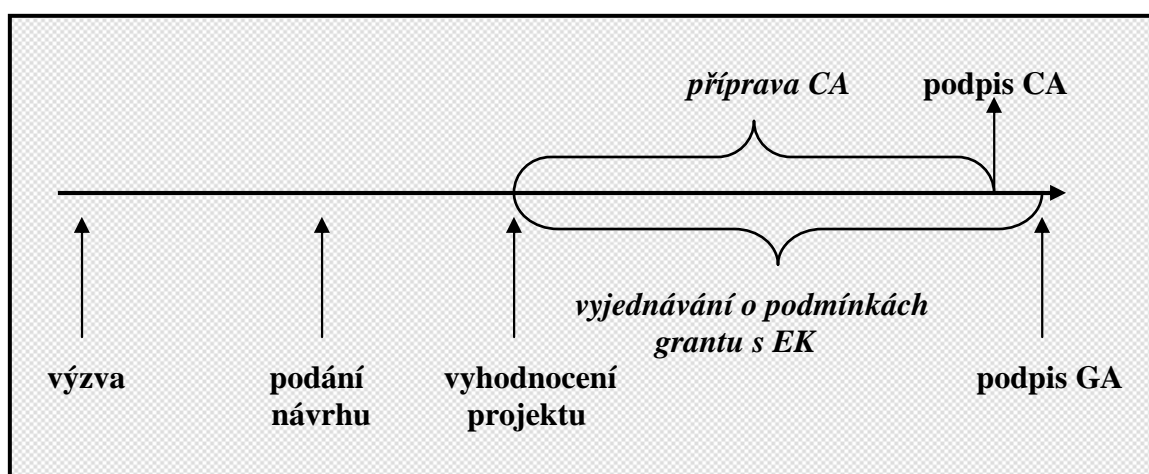 příprava CA
podpis CA
vyjednávání o podmínkách
grantu s EK
výzva
podání
návrhu
vyhodnocení
projektu
podpis GA